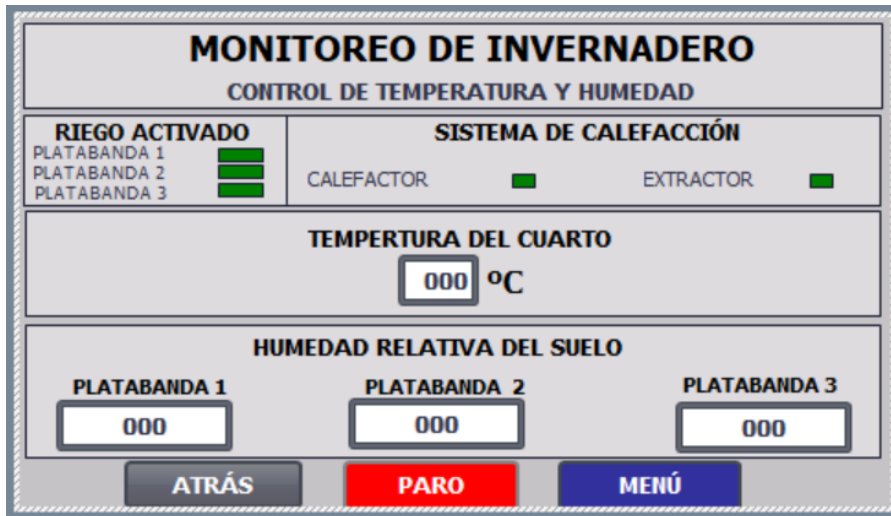 MONITOREO DE INVERNADERO
CONTROL DE TEMPERATURA Y HUMEDAD
RIEGO ACTIVADO
PLATABANDA 1
PLATABANDA 2
PLATABANDA 3
SISTEMA DE CALEFACCIÓN
CALEFACTOR EXTRACTOR
TEMPERTURA DEL CUARTO
000 ºC
HUMEDAD RELATIVA DEL SUELO
PLATABANDA 1 PLATABANDA 2 PLATABANDA 3
000 000 000
ATRÁS PARO MENÚ